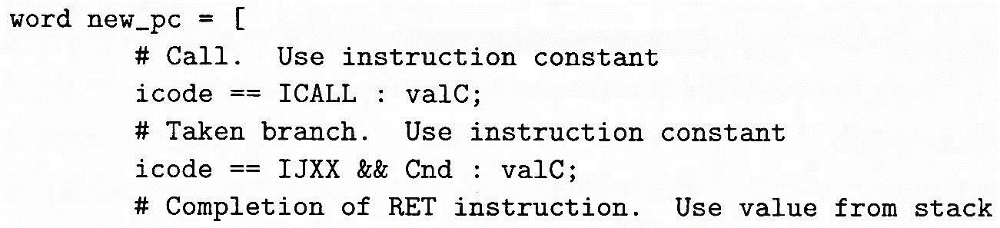 word new_pc = [
# Call. Use instruction constant
icode == ICALL : valC;
# Taken branch. Use instruction constant
icode == IJXX && Cnd : valC;
# Completion of RET instruction. Use value from stack